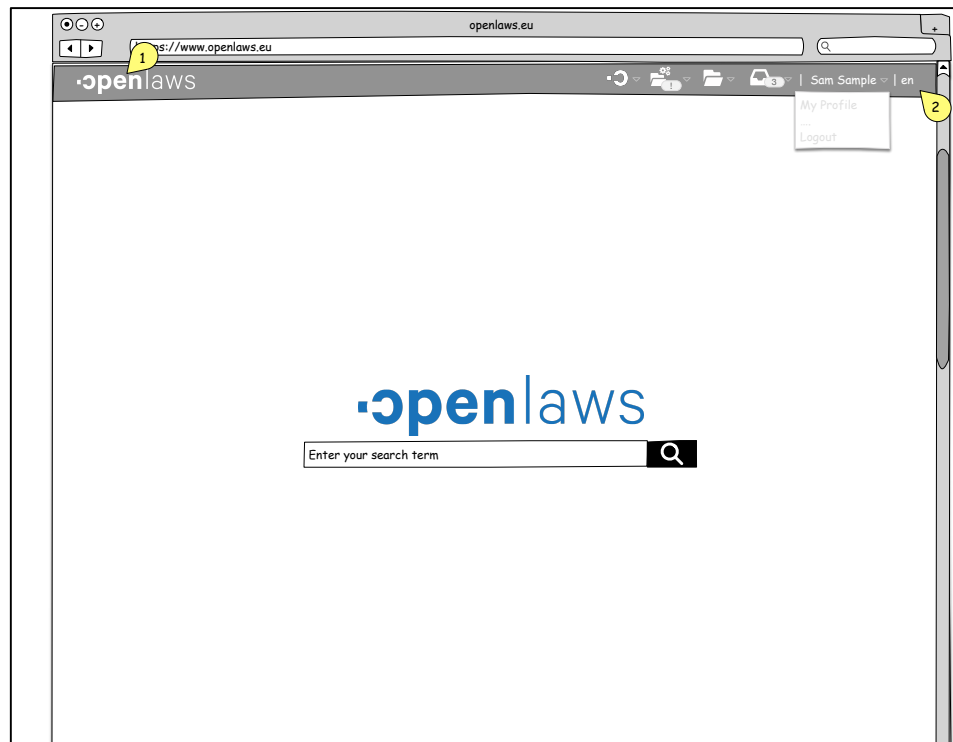 openlaws.eu
ps://www.openlaws.eu
1
openlaws
!
3
| Sam Sample | en
2
My Profile
...
Logout
openlaws
Enter your search term